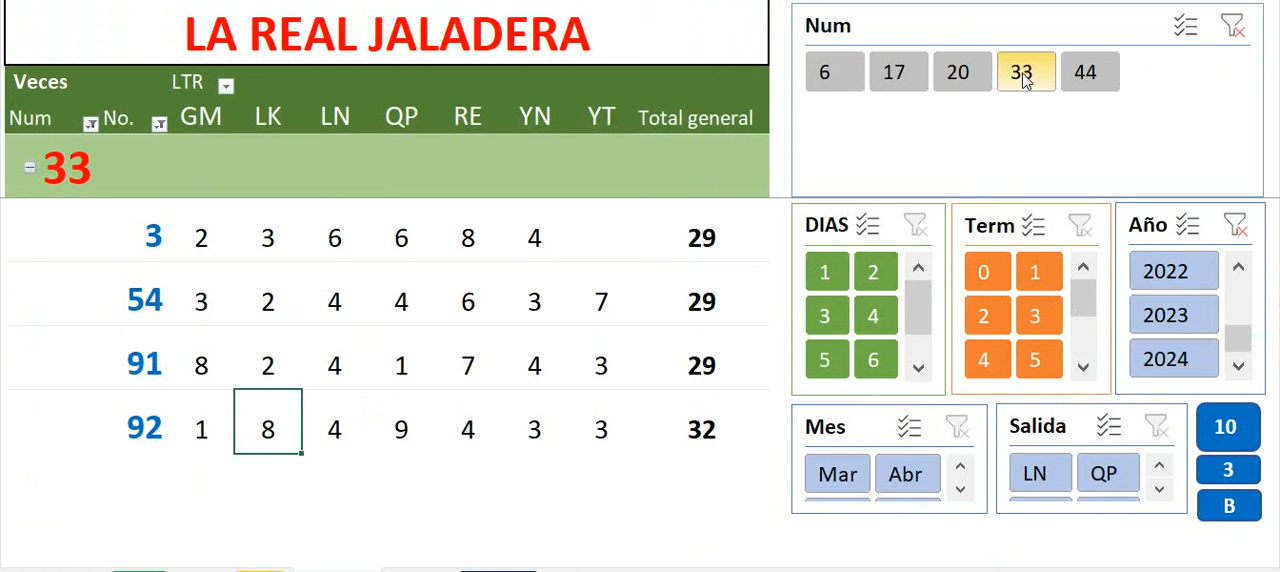 LA REAL JALADERA
Veces LTR
Num No. GM LK LN QP RE YN YT Total general
33
3 2 3 6 6 8 4 29
54 3 2 4 4 6 3 7 29
91 8 2 4 1 7 4 3 29
92 1 8 4 9 4 3 3 32
Num
6 17 20 33 44
DIAS
1 2
3 4
5 6
Term
0 1
2 3
4 5
Año
2022
2023
2024
Mes
Mar Abr
Salida
LN QP
10
3
B